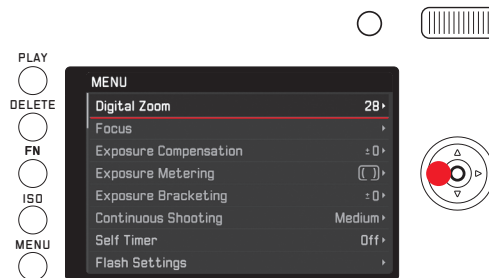 PLAY
DELETE
FN
ISO
MENU
MENU
Digital Zoom 28
Focus
Exposure Compensation ±0
Exposure Metering
Exposure Bracketing ±0
Continuous Shooting Medium
Self Timer Off
Flash Settings